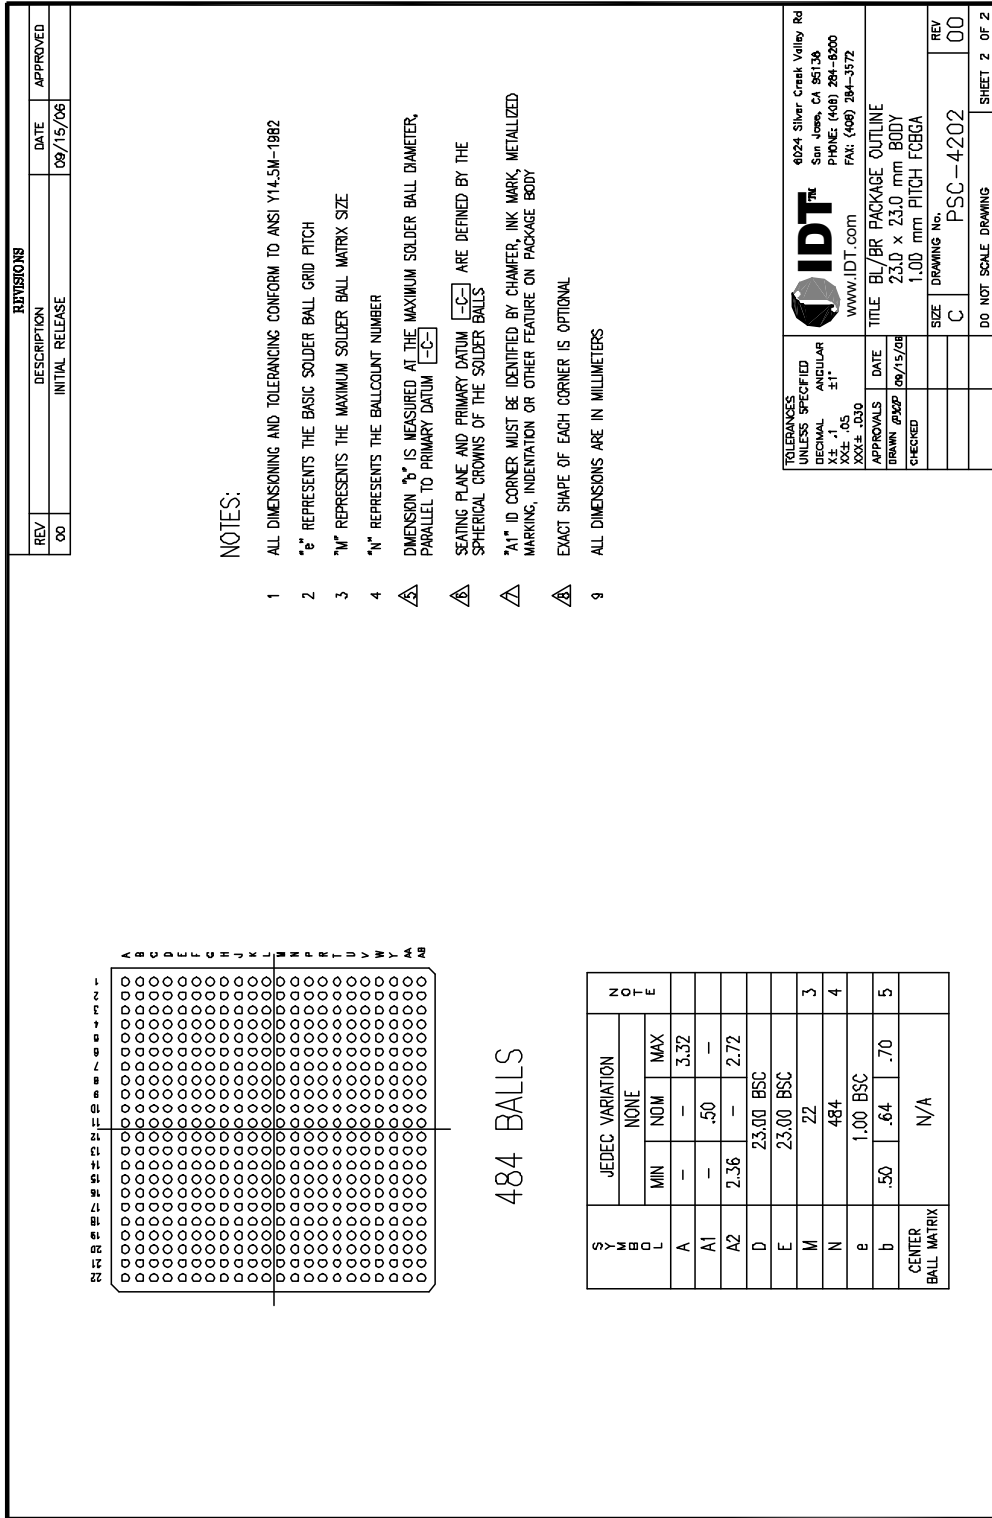 REVISIONS
REV DESCRIPTION DATE APPROVED
00 INITIAL RELEASE 09/15/06
1 2 3 4 5 6 7 8 9 10 11 12 13 14 15 16 17 18 19 20 21 22
A
B
C
D
E
F
G
H
J
K
L
M
N
P
R
T
U
V
W
Y
AA
AB
484 BALLS
SYMBOL JEDEC VARIATION NOTE
NONE
MIN NOM MAX
A - - 3.32
A1 - .50 -
A2 2.36 - 2.72
D 23.00 BSC
E 23.00 BSC
M 22 3
N 484 4
e 1.00 BSC
b .50 .64 .70 5
CENTER
BALL MATRIX N/A
NOTES:
1 ALL DIMENSIONING AND TOLERANCING CONFORM TO ANSI Y14.5M-1982
2 "e" REPRESENTS THE BASIC SOLDER BALL GRID PITCH
3 "M" REPRESENTS THE MAXIMUM SOLDER BALL MATRIX SIZE
4 "N" REPRESENTS THE BALLCOUNT NUMBER
5 DIMENSION "b" IS MEASURED AT THE MAXIMUM SOLDER BALL DIAMETER,
PARALLEL TO PRIMARY DATUM -C-
6 SEATING PLANE AND PRIMARY DATUM -C- ARE DEFINED BY THE
SPHERICAL CROWNS OF THE SOLDER BALLS
7 "A1" ID CORNER MUST BE IDENTIFIED BY CHAMFER, INK MARK, METALLIZED
MARKING, INDENTATION OR OTHER FEATURE ON PACKAGE BODY
8 EXACT SHAPE OF EACH CORNER IS OPTIONAL
9 ALL DIMENSIONS ARE IN MILLIMETERS
TOLERANCES
UNLESS SPECIFIED
DECIMAL ANGULAR
X± .1 ±1°
XX± .05
XXX± .030
APPROVALS DATE
DRAWN 09/15/06
CHECKED
IDT™
www.IDT.com
6024 Silver Creek Valley Rd
San Jose, CA 95138
PHONE: (408) 284-8200
FAX: (408) 284-3572
TITLE BL/BR PACKAGE OUTLINE
23.0 x 23.0 mm BODY
1.00 mm PITCH FCBGA
SIZE DRAWING No. REV
C PSC-4202 00
DO NOT SCALE DRAWING SHEET 2 OF 2